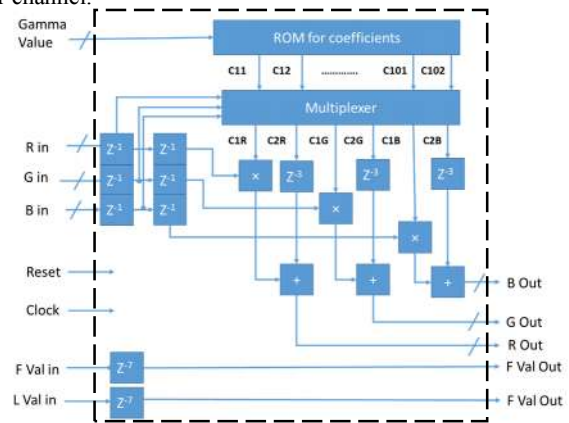 r channel.
Gamma
Value
ROM for coefficients
C11 C12 ............. C101 C102
Multiplexer
C1R C2R C1G C2G C1B C2B
R in
Z-1 Z-1
× Z-3 Z-3 Z-3
G in
Z-1 Z-1
×
B in
Z-1 Z-1
×
Reset
+ + +
B Out
Clock
G Out
R Out
F Val in
Z-7
F Val Out
L Val in
Z-7
F Val Out